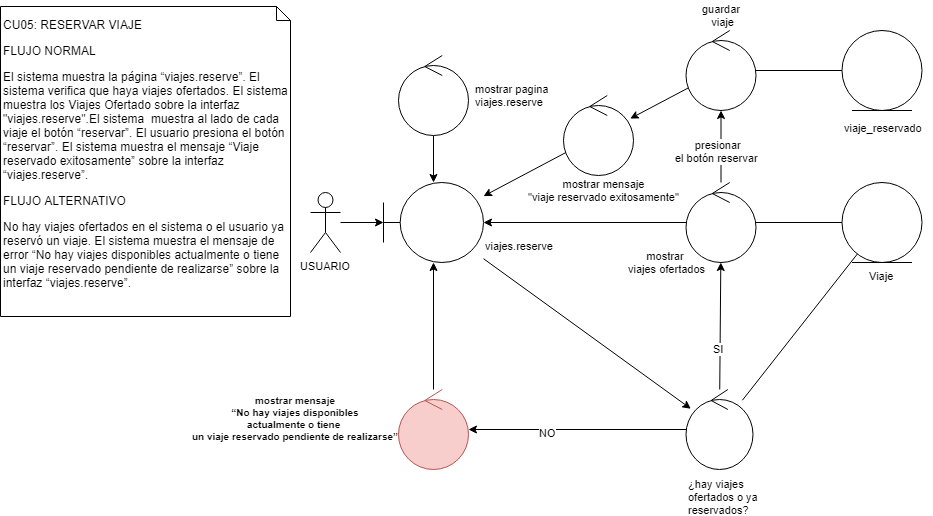 CU05: RESERVAR VIAJE
FLUJO NORMAL
El sistema muestra la página “viajes.reserve”. El
sistema verifica que haya viajes ofertados. El sistema
muestra los Viajes Ofertado sobre la interfaz
"viajes.reserve".El sistema  muestra al lado de cada
viaje el botón “reservar”. El usuario presiona el botón
“reservar”. El sistema muestra el mensaje “Viaje
reservado exitosamente” sobre la interfaz
“viajes.reserve”.
FLUJO ALTERNATIVO
No hay viajes ofertados en el sistema o el usuario ya
reservó un viaje. El sistema muestra el mensaje de
error “No hay viajes disponibles actualmente o tiene
un viaje reservado pendiente de realizarse” sobre la
interfaz “viajes.reserve”.
guardar
viaje
mostrar pagina
viajes.reserve
viaje_reservado
presionar
el botón reservar
mostrar mensaje
"viaje reservado exitosamente"
USUARIO
viajes.reserve
mostrar
viajes ofertados
Viaje
SI
mostrar mensaje
“No hay viajes disponibles
actualmente o tiene
un viaje reservado pendiente de realizarse”
NO
¿hay viajes
ofertados o ya
reservados?